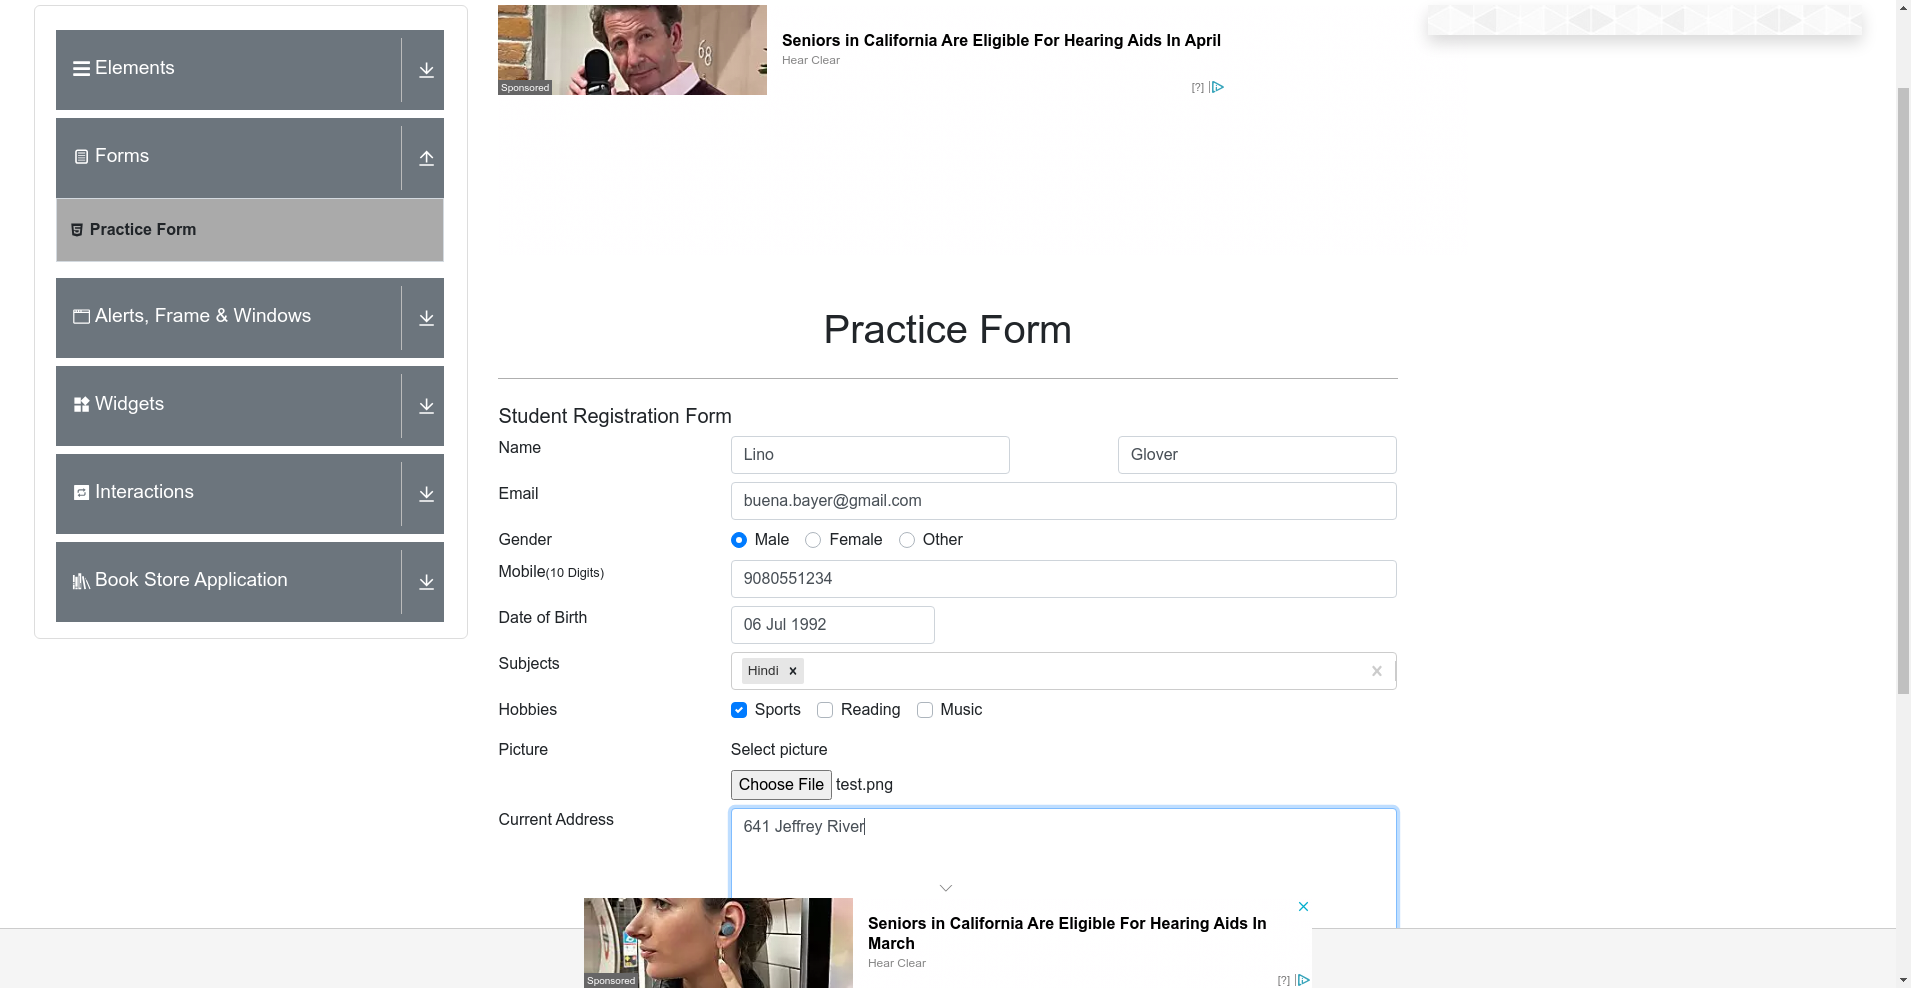 Elements
Forms
Practice Form
Alerts, Frame & Windows
Widgets
Interactions
Book Store Application
68
Sponsored
Seniors in California Are Eligible For Hearing Aids In April
Hear Clear
[?]
Practice Form
Student Registration Form
Name
Lino
Glover
Email
buena.bayer@gmail.com
Gender
Male
Female
Other
Mobile(10 Digits)
9080551234
Date of Birth
06 Jul 1992
Subjects
Hindi
Hobbies
Sports
Reading
Music
Picture
Select picture
Choose File test.png
Current Address
641 Jeffrey River
Sponsored
Seniors in California Are Eligible For Hearing Aids In
March
Hear Clear
[?]